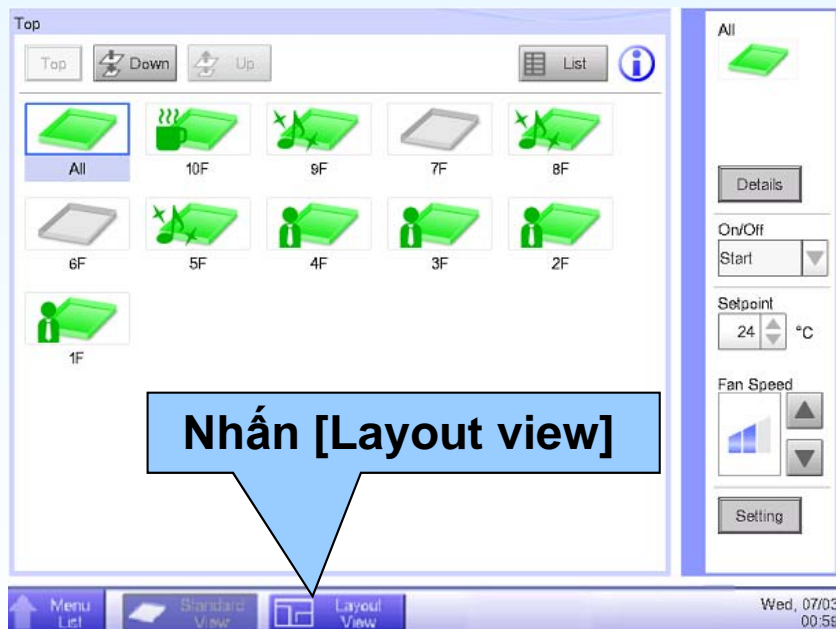 Top
Top Down Up List
All 10F 9F 7F 8F
6F 5F 4F 3F 2F
1F
Nhấn [Layout view]
All
Details
On/Off
Start
Setpoint
24 °C
Fan Speed
Setting
Menu
List
Standard
View
Layout
View
Wed, 07/03
00:59